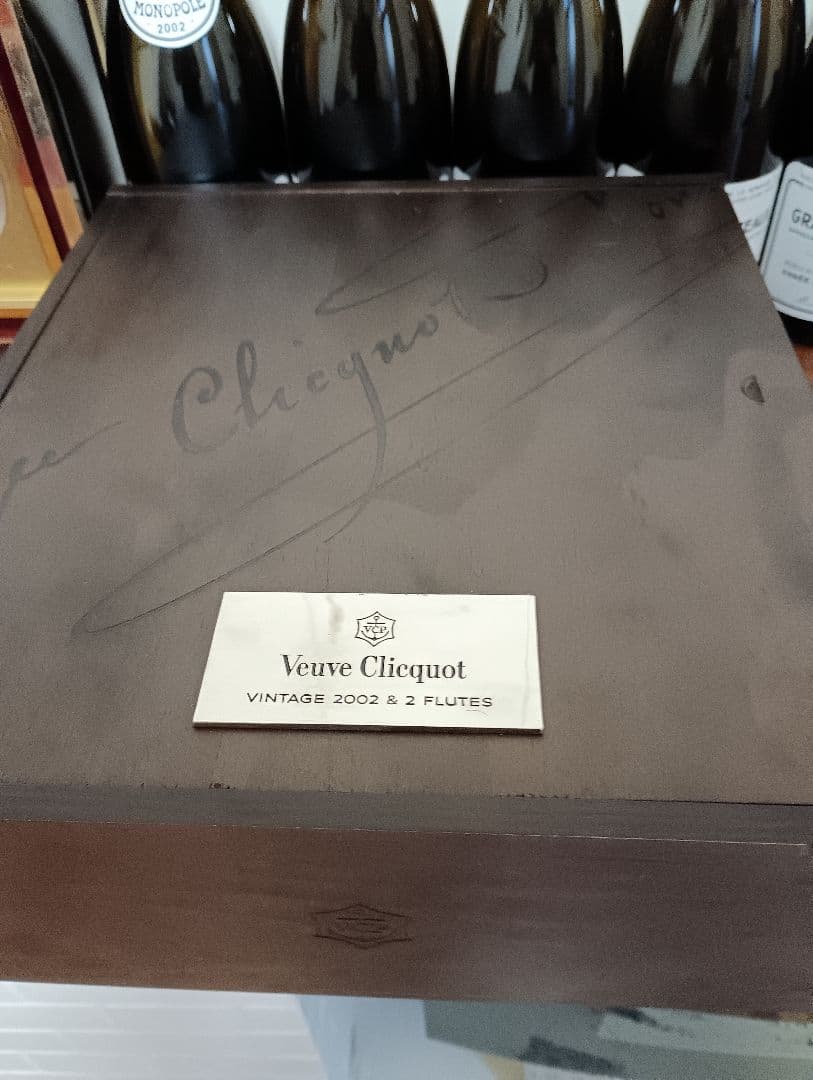 MONOPOLE
2002
Clicquot
VCP
Veuve Clicquot
VINTAGE 2002 & 2 FLUTES